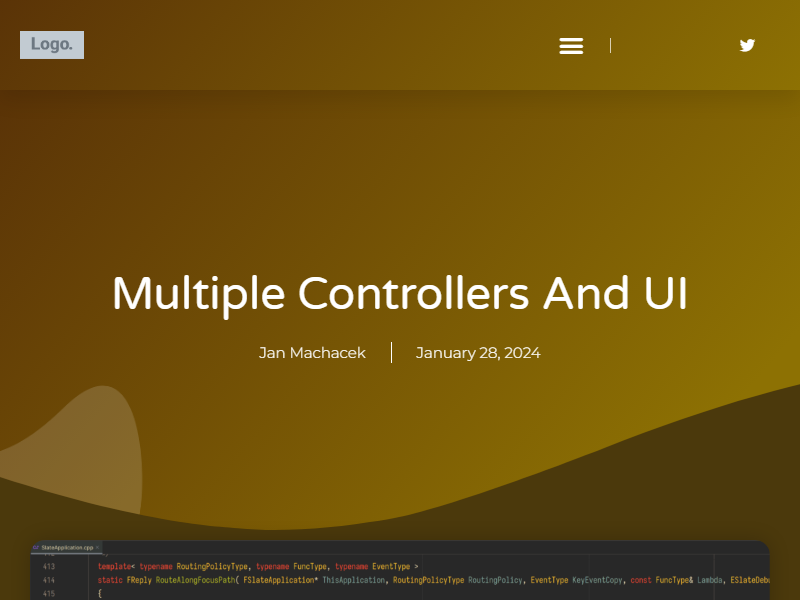 Logo.
Multiple Controllers And UI
Jan Machacek
January 28, 2024
SlateApplication.cpp
413 template< typename RoutingPolicyType, typename FuncType, typename EventType >
414 static FReply RouteAlongFocusPath( FSlateApplication* ThisApplication, RoutingPolicyType RoutingPolicy, EventType KeyEventCopy, const FuncType& Lambda, ESlateDebu
415 {